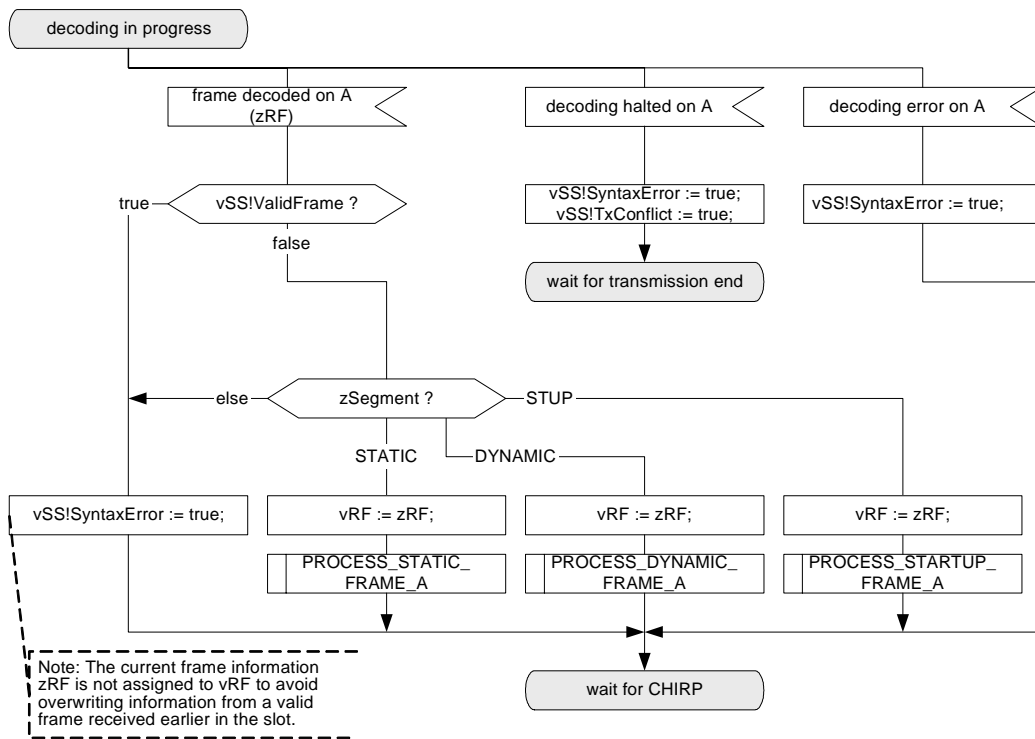 decoding in progress
frame decoded on A
(zRF)
decoding halted on A
decoding error on A
true
vSS!ValidFrame ?
false
vSS!SyntaxError := true;
vSS!TxConflict := true;
vSS!SyntaxError := true;
wait for transmission end
else
zSegment ?
STUP
STATIC
DYNAMIC
vSS!SyntaxError := true;
vRF := zRF;
vRF := zRF;
vRF := zRF;
PROCESS_STATIC_
FRAME_A
PROCESS_DYNAMIC_
FRAME_A
PROCESS_STARTUP_
FRAME_A
Note: The current frame information
zRF is not assigned to vRF to avoid
overwriting information from a valid
frame received earlier in the slot.
wait for CHIRP